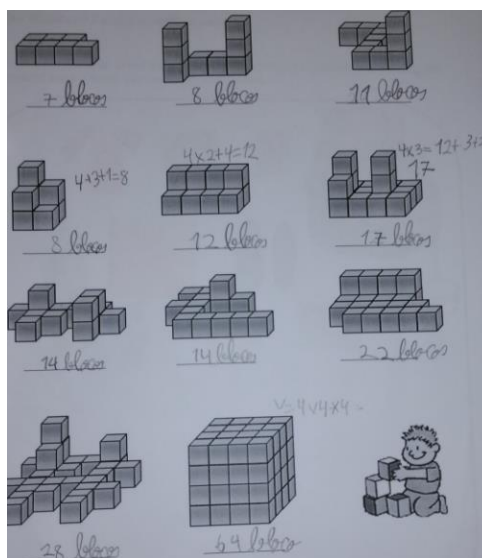 7 blocos 8 blocos 11 blocos
4+3+1=8
4x2+4=12
4x3=12+3+2
17
8 blocos 12 blocos 17 blocos
14 blocos 14 blocos 22 blocos
V=4x4x4=
28 blocos 64 blocos